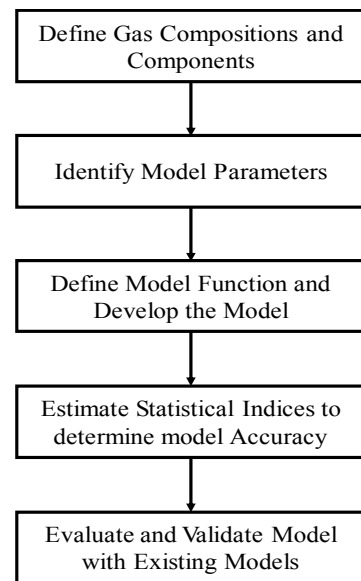 Define Gas Compositions and
Components
Identify Model Parameters
Define Model Function and
Develop the Model
Estimate Statistical Indices to
determine model Accuracy
Evaluate and Validate Model
with Existing Models